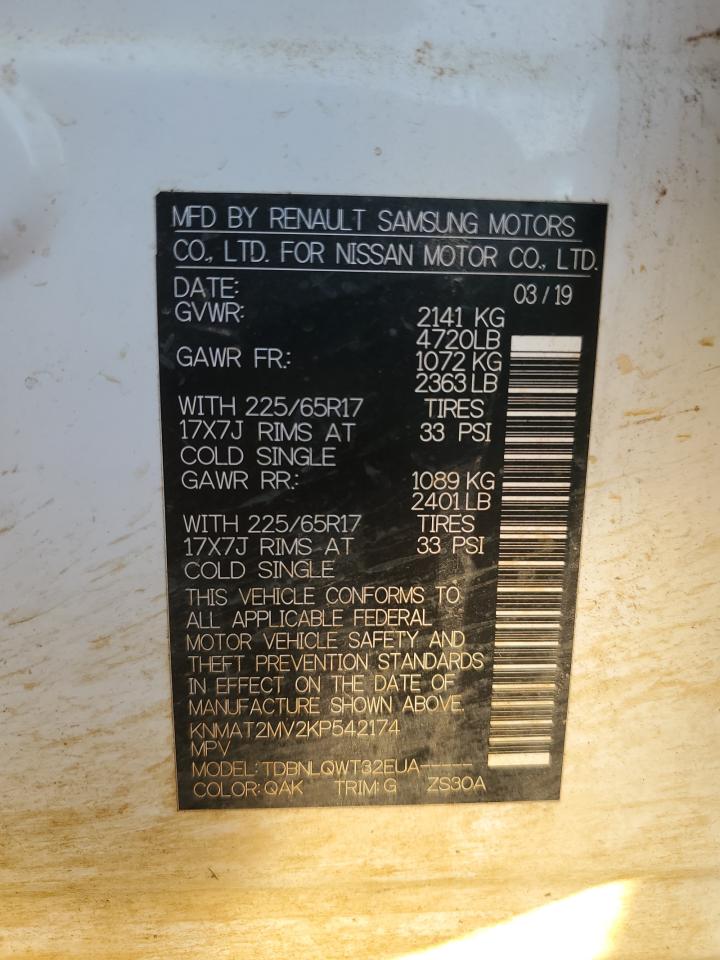 MFD BY RENAULT SAMSUNG MOTORS
CO., LTD. FOR NISSAN MOTOR CO., LTD.
DATE: 03 / 19
GVWR: 2141 KG
4720LB
GAWR FR.: 1072 KG
2363 LB
WITH 225/65R17 TIRES
17X7J RIMS AT 33 PSI
COLD SINGLE
GAWR RR.: 1089 KG
2401 LB
WITH 225/65R17 TIRES
17X7J RIMS AT 33 PSI
COLD SINGLE
THIS VEHICLE CONFORMS TO
ALL APPLICABLE FEDERAL
MOTOR VEHICLE SAFETY AND
THEFT PREVENTION STANDARDS
IN EFFECT ON THE DATE OF
MANUFACTURE SHOWN ABOVE.
KNMAT2MV2KP542174
MPV
MODEL: TDBNLQWT32EUA-----
COLOR: QAK TRIM: G ZS30A